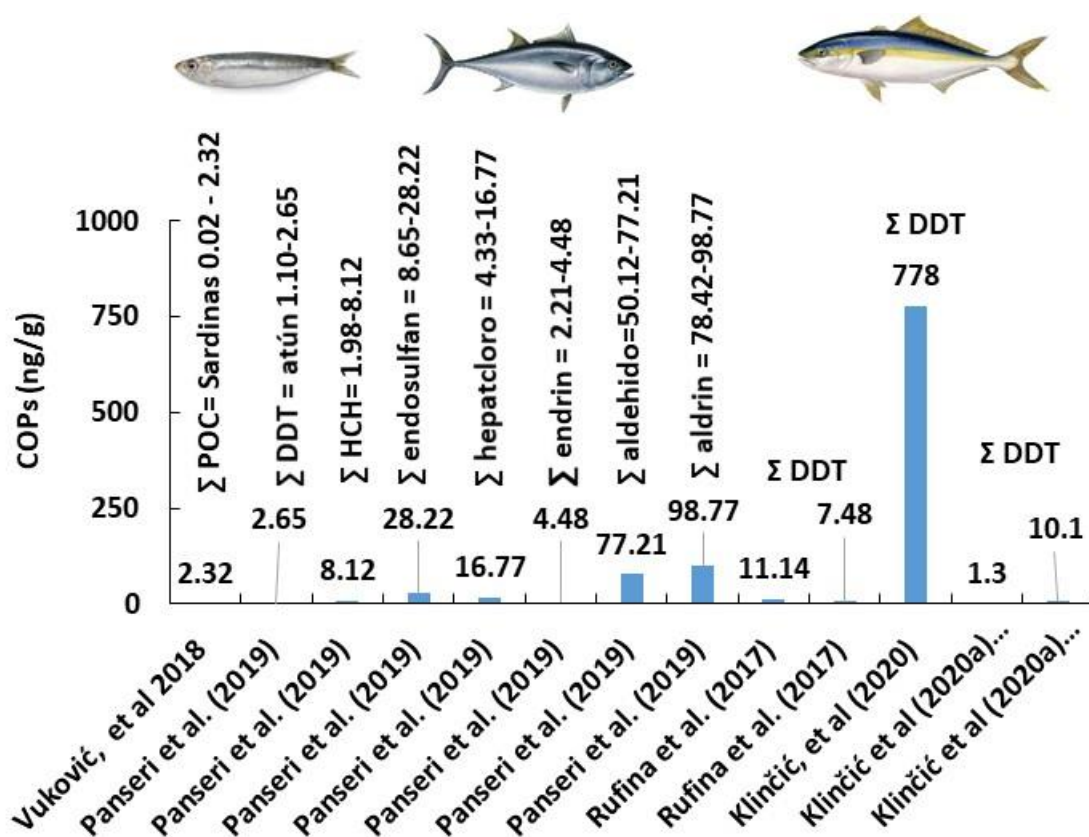 COPs (ng/g)
1000
750
500
250
0
∑ POC= Sardinas 0.02 - 2.32
∑ DDT = atún 1.10-2.65
∑ HCH= 1.98-8.12
∑ endosulfan = 8.65-28.22
∑ hepatcloro = 4.33-16.77
∑ endrin = 2.21-4.48
∑ aldehido=50.12-77.21
∑ aldrin = 78.42-98.77
Σ DDT
Σ DDT
Σ DDT
2.32
2.65
8.12
28.22
16.77
4.48
77.21
98.77
11.14
7.48
778
1.3
10.1
Vuković, et al 2018
Panseri et al. (2019)
Panseri et al. (2019)
Panseri et al. (2019)
Panseri et al. (2019)
Panseri et al. (2019)
Panseri et al. (2019)
Panseri et al. (2019)
Rufina et al. (2017)
Rufina et al. (2017)
Klinčić, et al (2020)
Klinčić et al (2020a)...
Klinčić et al (2020a)...